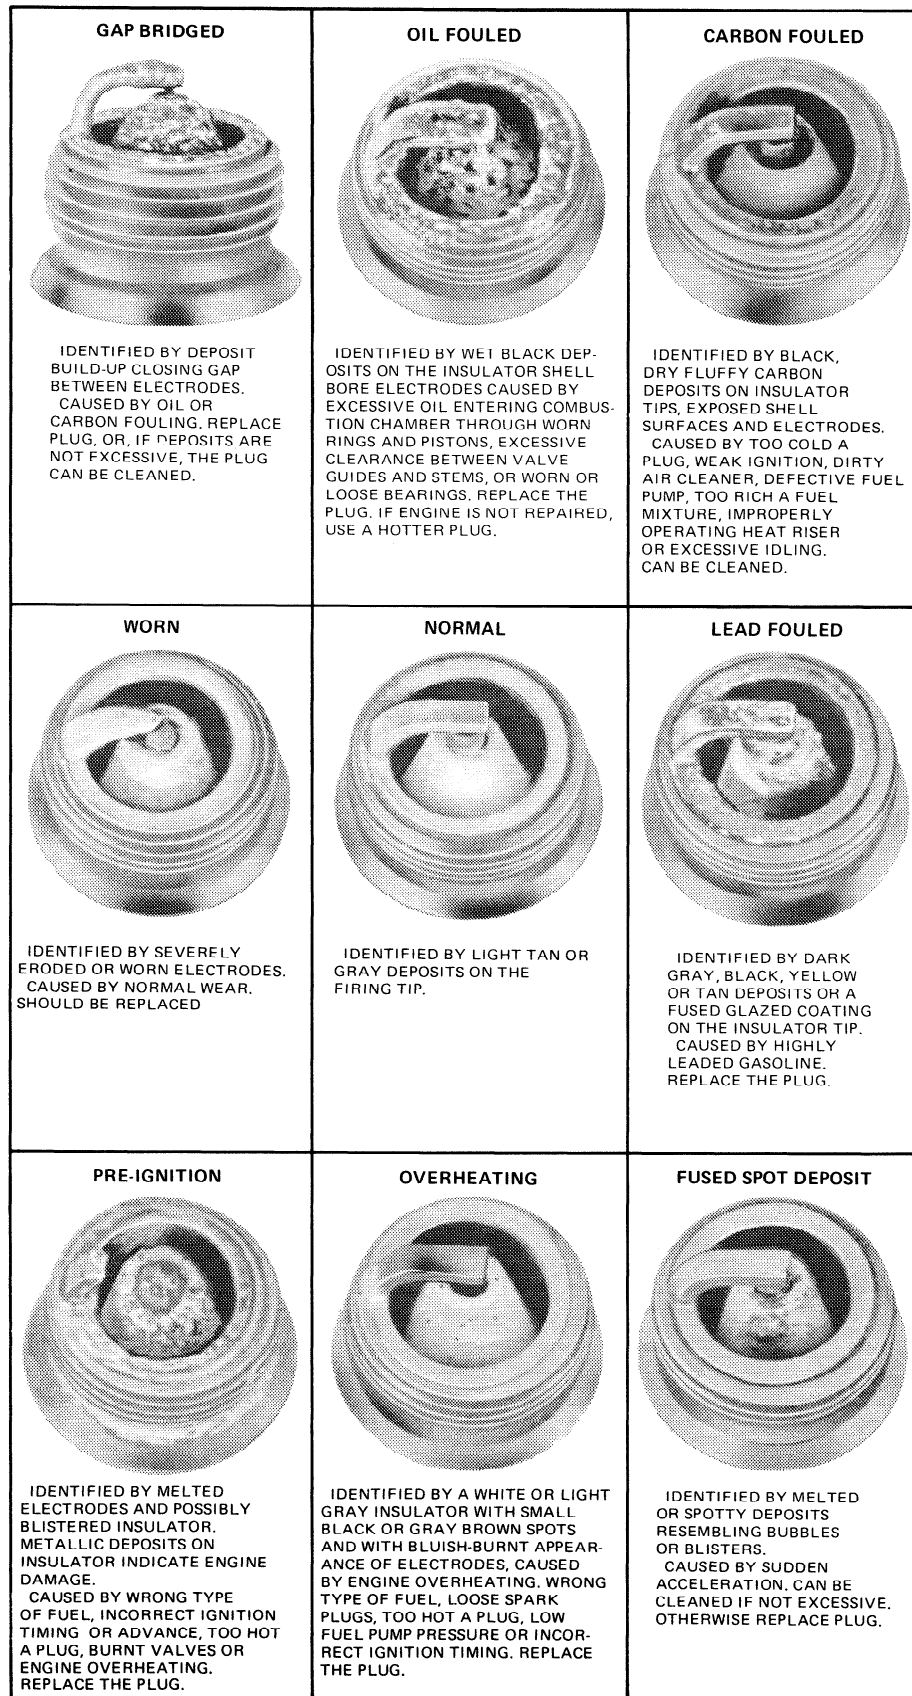 GAP BRIDGED
IDENTIFIED BY DEPOSIT
BUILD-UP CLOSING GAP
BETWEEN ELECTRODES.
CAUSED BY OIL OR
CARBON FOULING. REPLACE
PLUG, OR, IF DEPOSITS ARE
NOT EXCESSIVE, THE PLUG
CAN BE CLEANED.
OIL FOULED
IDENTIFIED BY WET BLACK DEP-
OSITS ON THE INSULATOR SHELL
BORE ELECTRODES CAUSED BY
EXCESSIVE OIL ENTERING COMBUS-
TION CHAMBER THROUGH WORN
RINGS AND PISTONS, EXCESSIVE
CLEARANCE BETWEEN VALVE
GUIDES AND STEMS, OR WORN OR
LOOSE BEARINGS. REPLACE THE
PLUG. IF ENGINE IS NOT REPAIRED,
USE A HOTTER PLUG.
CARBON FOULED
IDENTIFIED BY BLACK,
DRY FLUFFY CARBON
DEPOSITS ON INSULATOR
TIPS, EXPOSED SHELL
SURFACES AND ELECTRODES.
CAUSED BY TOO COLD A
PLUG, WEAK IGNITION, DIRTY
AIR CLEANER, DEFECTIVE FUEL
PUMP, TOO RICH A FUEL
MIXTURE, IMPROPERLY
OPERATING HEAT RISER
OR EXCESSIVE IDLING.
CAN BE CLEANED.
WORN
IDENTIFIED BY SEVERELY
ERODED OR WORN ELECTRODES.
CAUSED BY NORMAL WEAR.
SHOULD BE REPLACED
NORMAL
IDENTIFIED BY LIGHT TAN OR
GRAY DEPOSITS ON THE
FIRING TIP.
LEAD FOULED
IDENTIFIED BY DARK
GRAY, BLACK, YELLOW
OR TAN DEPOSITS OR A
FUSED GLAZED COATING
ON THE INSULATOR TIP.
CAUSED BY HIGHLY
LEADED GASOLINE.
REPLACE THE PLUG.
PRE-IGNITION
IDENTIFIED BY MELTED
ELECTRODES AND POSSIBLY
BLISTERED INSULATOR.
METALLIC DEPOSITS ON
INSULATOR INDICATE ENGINE
DAMAGE.
CAUSED BY WRONG TYPE
OF FUEL, INCORRECT IGNITION
TIMING OR ADVANCE, TOO HOT
A PLUG, BURNT VALVES OR
ENGINE OVERHEATING.
REPLACE THE PLUG.
OVERHEATING
IDENTIFIED BY A WHITE OR LIGHT
GRAY INSULATOR WITH SMALL
BLACK OR GRAY BROWN SPOTS
AND WITH BLUISH-BURNT APPEAR-
ANCE OF ELECTRODES, CAUSED
BY ENGINE OVERHEATING. WRONG
TYPE OF FUEL, LOOSE SPARK
PLUGS, TOO HOT A PLUG, LOW
FUEL PUMP PRESSURE OR INCOR-
RECT IGNITION TIMING. REPLACE
THE PLUG.
FUSED SPOT DEPOSIT
IDENTIFIED BY MELTED
OR SPOTTY DEPOSITS
RESEMBLING BUBBLES
OR BLISTERS.
CAUSED BY SUDDEN
ACCELERATION. CAN BE
CLEANED IF NOT EXCESSIVE.
OTHERWISE REPLACE PLUG.